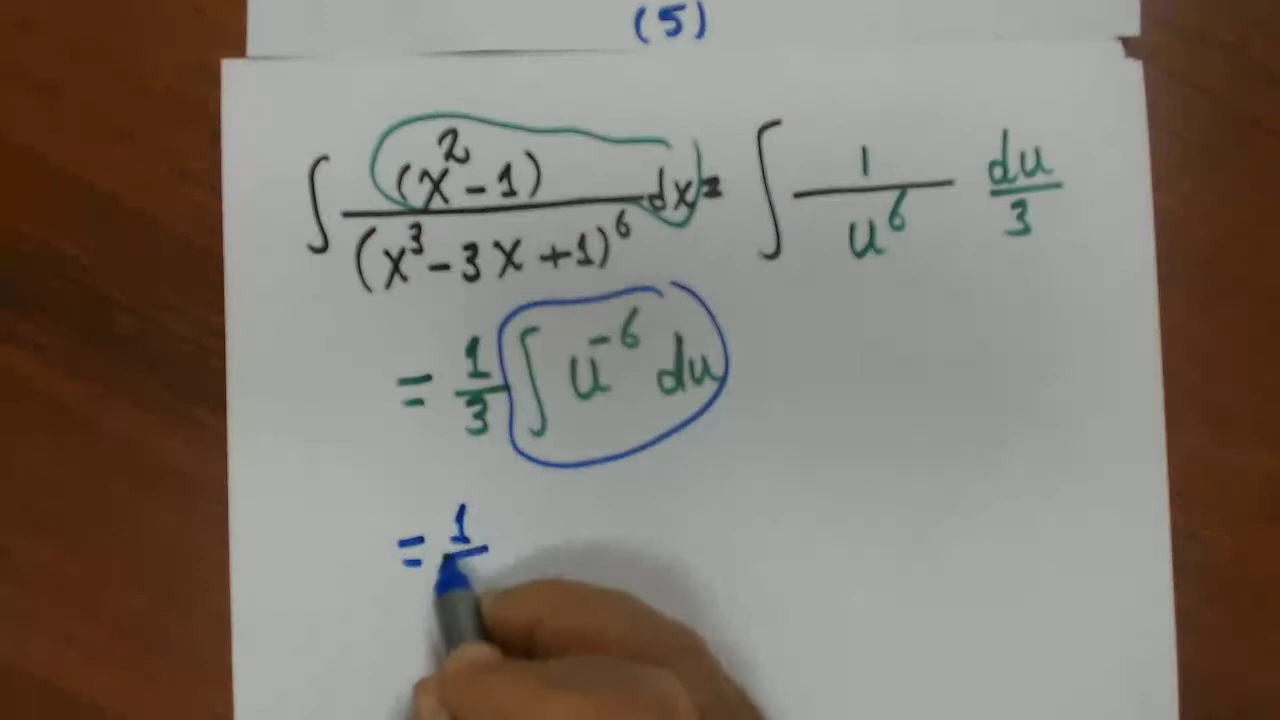 (5)
∫ (x² - 1) / (x³ - 3x + 1)⁶ dx = ∫ 1 / u⁶ du / 3
= 1/3 ∫ u⁻⁶ du
= 1